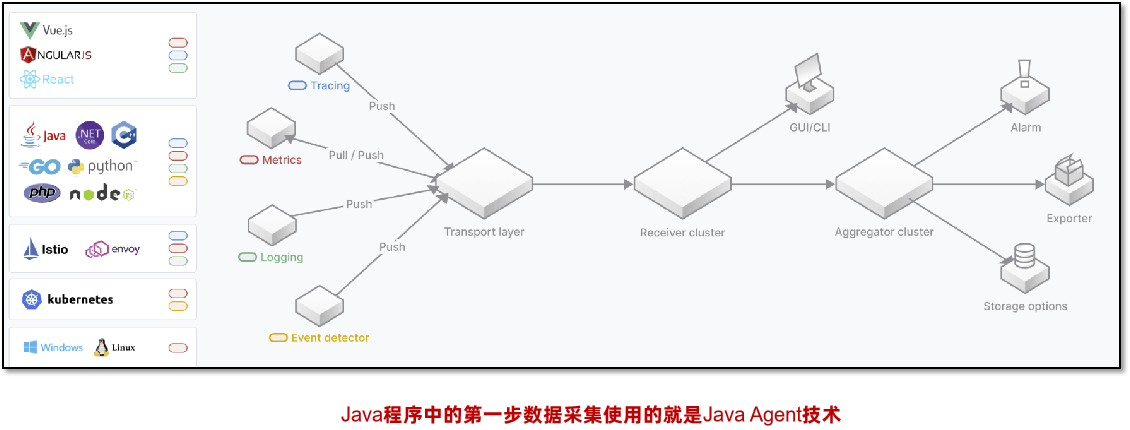 Vue.js
ANGULARJS
React
Java
.NET
Core
C++
GO
python
php
node
JS
Istio
envoy
kubernetes
Windows
Linux
Tracing
Metrics
Logging
Event detector
Push
Pull / Push
Push
Push
Transport layer
Receiver cluster
GUI/CLI
Aggregator cluster
Alarm
Exporter
Storage options
Java程序中的第一步数据采集使用的就是Java Agent技术